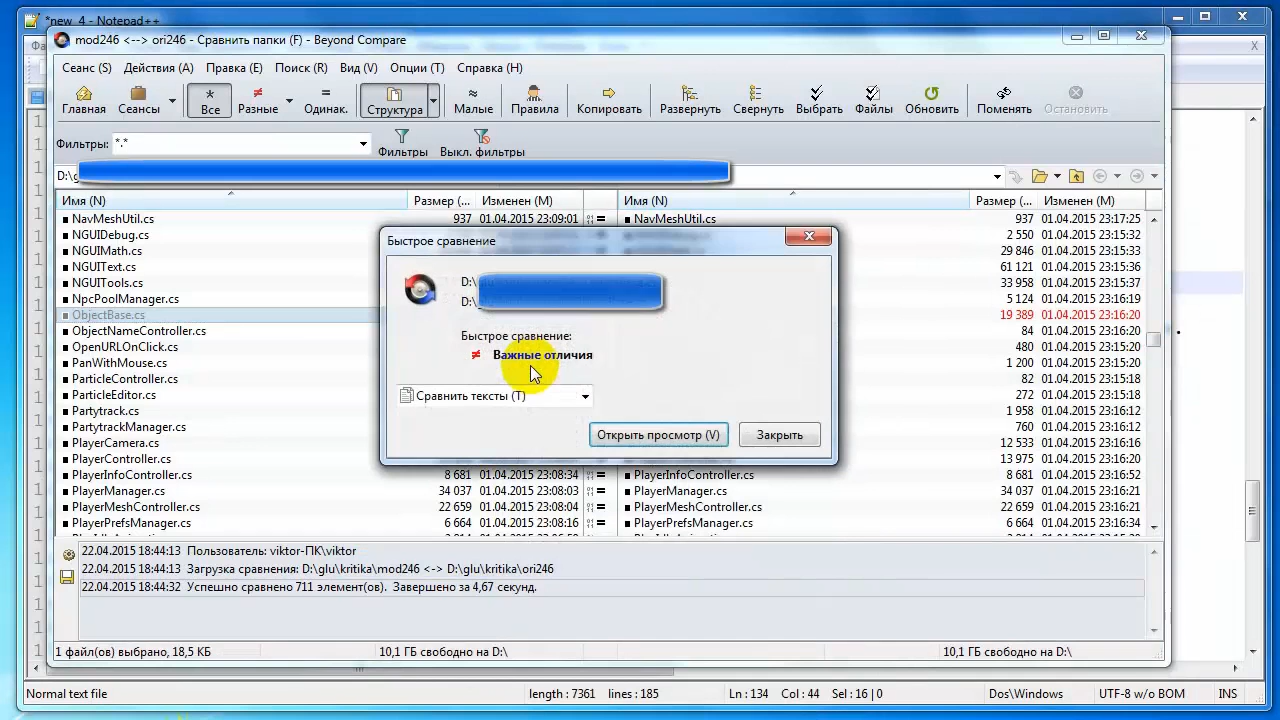 *new 4 - Notepad++
mod246 <--> ori246 - Сравнить папки (F) - Beyond Compare
Сеанс (S) Действия (A) Правка (E) Поиск (R) Вид (V) Опции (T) Справка (H)
Главная Сеансы Все Разные Одинак. Структура Малые Правила Копировать Развернуть Свернуть Выбрать Файлы Обновить Поменять Остановить
Фильтры: *.* Фильтры Выкл. фильтры
D:\
Имя (N) Размер (... Изменен (M) Имя (N) Размер (... Изменен (M)
NavMeshUtil.cs 937 01.04.2015 23:09:01 = NavMeshUtil.cs 937 01.04.2015 23:17:25
NGUIDebug.cs 2 550 01.04.2015 23:15:32
NGUIMath.cs 29 846 01.04.2015 23:15:33
NGUIText.cs 61 121 01.04.2015 23:15:36
NGUITools.cs 33 958 01.04.2015 23:15:37
NpcPoolManager.cs 5 124 01.04.2015 23:16:19
ObjectBase.cs 19 389 01.04.2015 23:16:20
ObjectNameController.cs 84 01.04.2015 23:16:20
OpenURLOnClick.cs 480 01.04.2015 23:15:33
PanWithMouse.cs 1 200 01.04.2015 23:15:33
ParticleController.cs 82 01.04.2015 23:15:18
ParticleEditor.cs 272 01.04.2015 23:15:18
Partytrack.cs 1 958 01.04.2015 23:16:12
PartytrackManager.cs 760 01.04.2015 23:16:12
PlayerCamera.cs 12 533 01.04.2015 23:16:20
PlayerController.cs 13 975 01.04.2015 23:16:20
PlayerInfoController.cs 8 681 01.04.2015 23:08:34 = PlayerInfoController.cs 8 681 01.04.2015 23:16:52
PlayerManager.cs 34 037 01.04.2015 23:08:03 = PlayerManager.cs 34 037 01.04.2015 23:16:21
PlayerMeshController.cs 22 659 01.04.2015 23:08:04 = PlayerMeshController.cs 22 659 01.04.2015 23:16:21
PlayerPrefsManager.cs 6 664 01.04.2015 23:08:16 = PlayerPrefsManager.cs 6 664 01.04.2015 23:16:34
Быстрое сравнение
D:\
D:\
Быстрое сравнение:
≠ Важные отличия
Сравнить тексты (T)
Открыть просмотр (V) Закрыть
22.04.2015 18:44:13 Пользователь: viktor-ПК\viktor
22.04.2015 18:44:13 Загрузка сравнения: D:\glu\kritika\mod246 <-> D:\glu\kritika\ori246
22.04.2015 18:44:32 Успешно сравнено 711 элемент(ов). Завершено за 4,67 секунд.
1 файл(ов) выбрано, 18,5 КБ 10,1 ГБ свободно на D:\ 10,1 ГБ свободно на D:\
Normal text file length : 7361 lines : 185 Ln : 134 Col : 44 Sel : 16 | 0 Dos\Windows UTF-8 w/o BOM INS